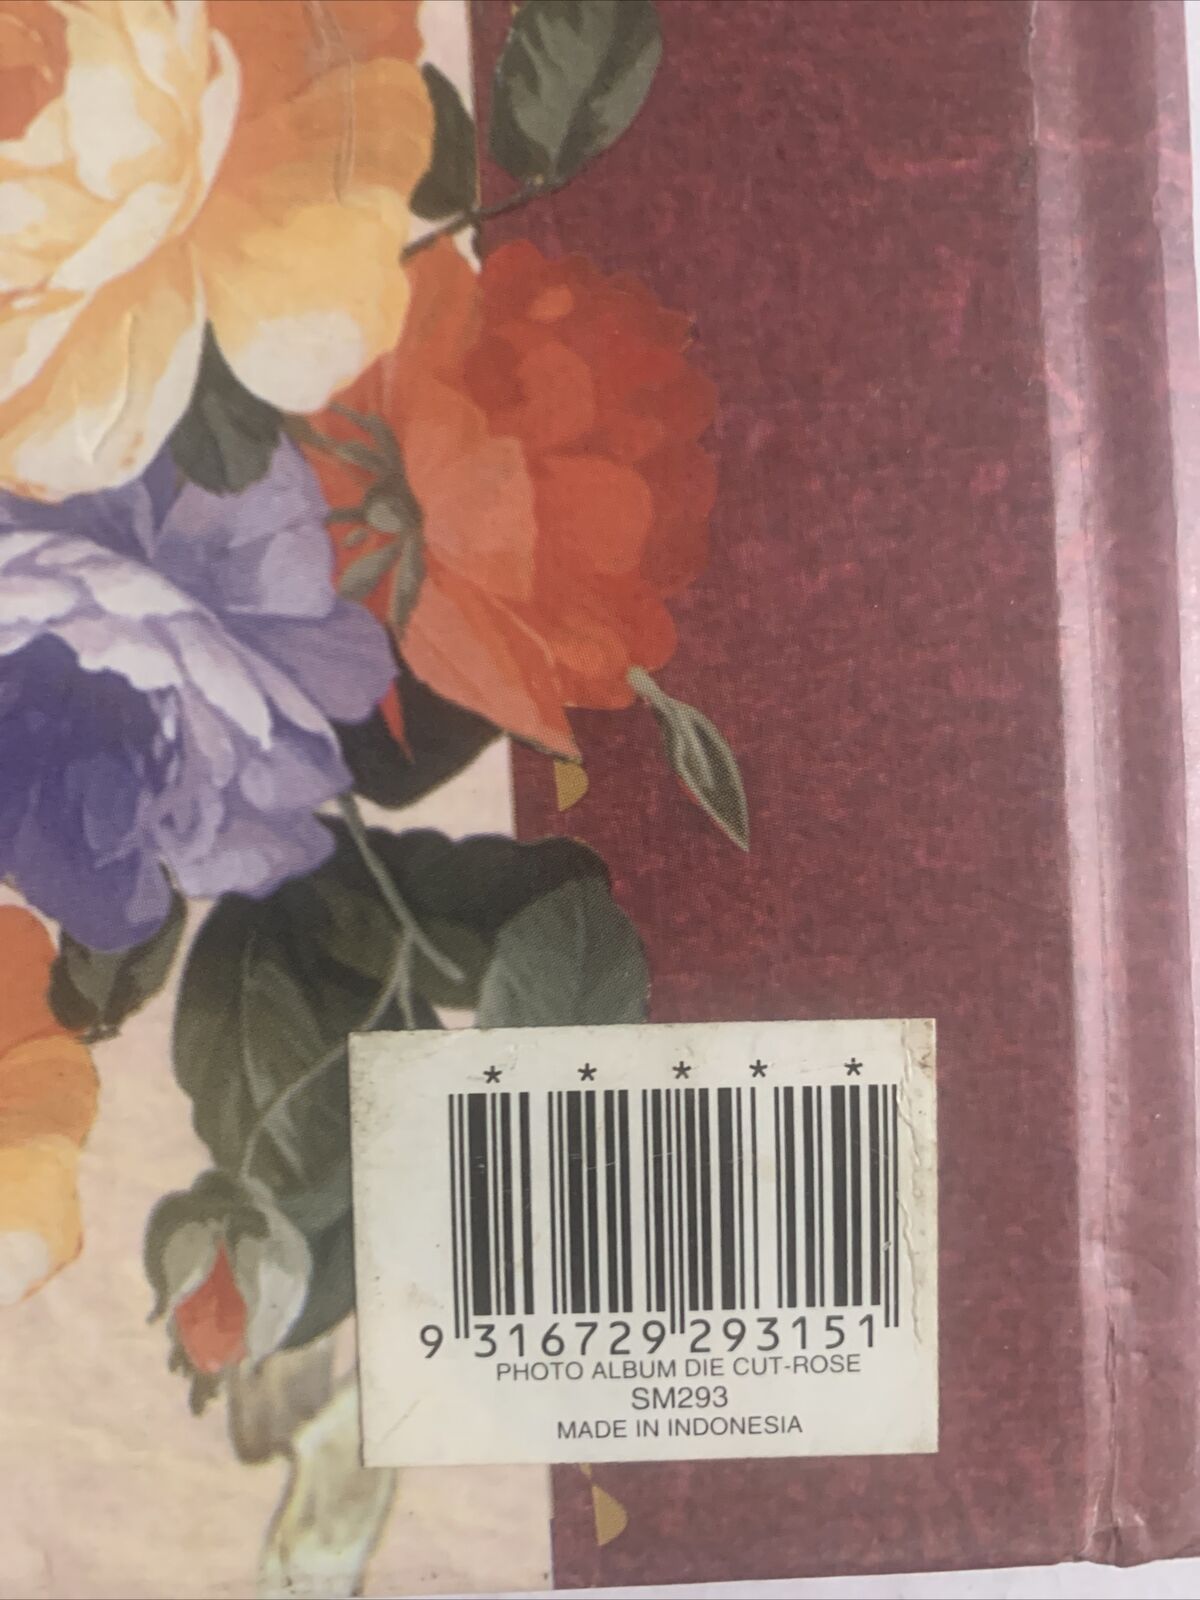 * * * * *
9 316729 293151
PHOTO ALBUM DIE CUT-ROSE
SM293
MADE IN INDONESIA